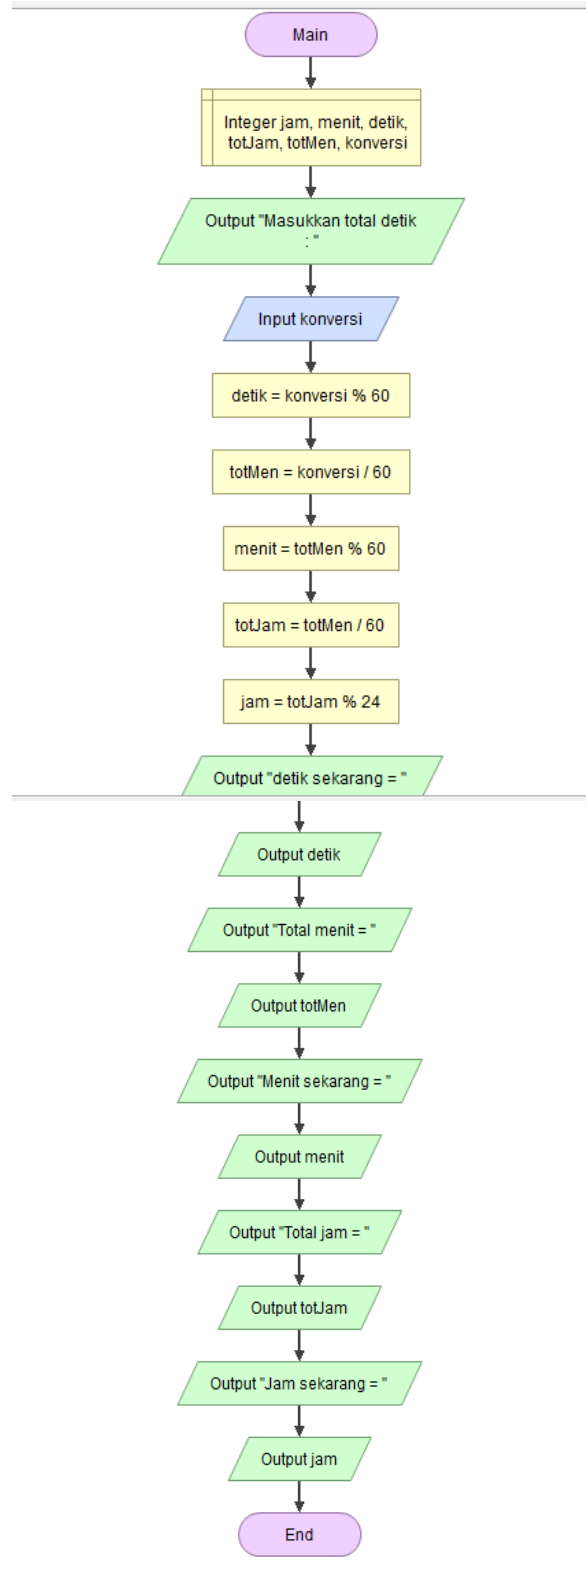 Main
Integer jam, menit, detik,
totJam, totMen, konversi
Output "Masukkan total detik
: "
Input konversi
detik = konversi % 60
totMen = konversi / 60
menit = totMen % 60
totJam = totMen / 60
jam = totJam % 24
Output "detik sekarang = "
Output detik
Output "Total menit = "
Output totMen
Output "Menit sekarang = "
Output menit
Output "Total jam = "
Output totJam
Output "Jam sekarang = "
Output jam
End